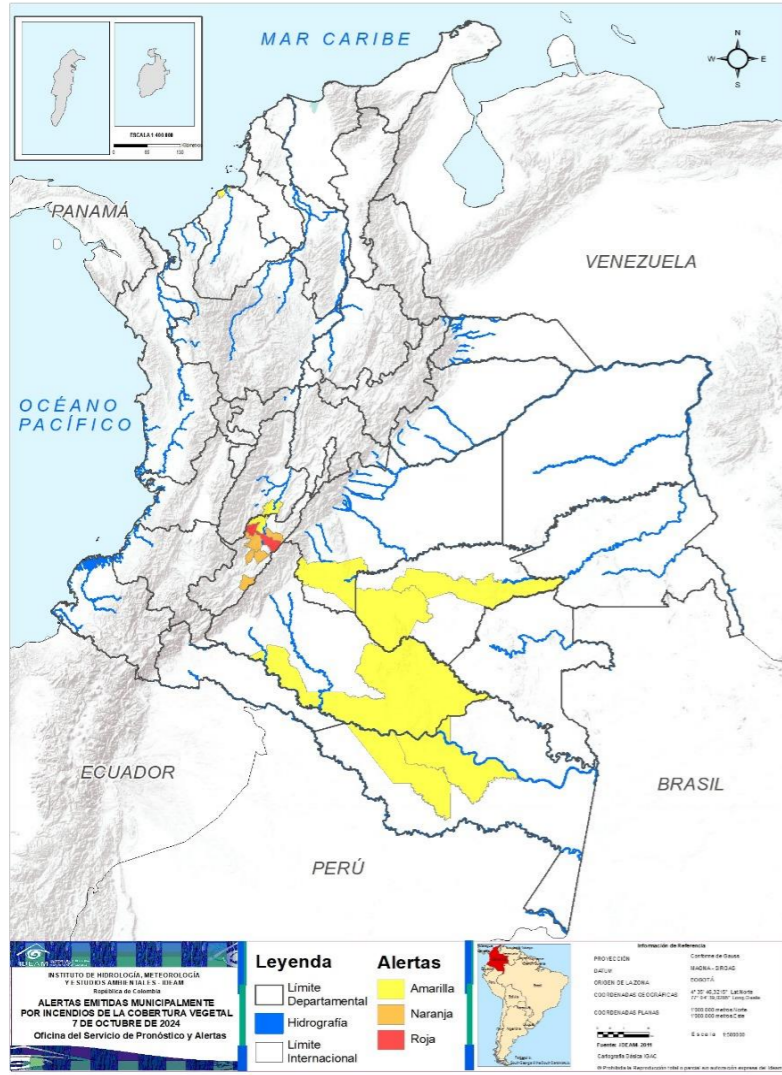 MAR CARIBE
N
W
E
S
PANAMÁ
VENEZUELA
OCÉANO
PACÍFICO
ECUADOR
BRASIL
PERÚ
IDEAM
INSTITUTO DE HIDROLOGÍA, METEOROLOGÍA
Y ESTUDIOS AMBIENTALES - IDEAM
República de Colombia
ALERTAS EMITIDAS MUNICIPALMENTE
POR INCENDIOS DE LA COBERTURA VEGETAL
7 DE OCTUBRE DE 2024
Oficina del Servicio de Pronóstico y Alertas
Leyenda
Límite
Departamental
Hidrografía
Límite
Internacional
Alertas
Amarilla
Naranja
Roja
Información de Referencia
PROYECCIÓN
Conforme de Gauss
DATUM
ORIGEN DE LA ZONA
BOGOTÁ
COORDENADAS GEOGRÁFICAS
COORDENADAS PLANAS
Escala
Fuente: IDEAM- 2011
Cartografía Básica IGAC